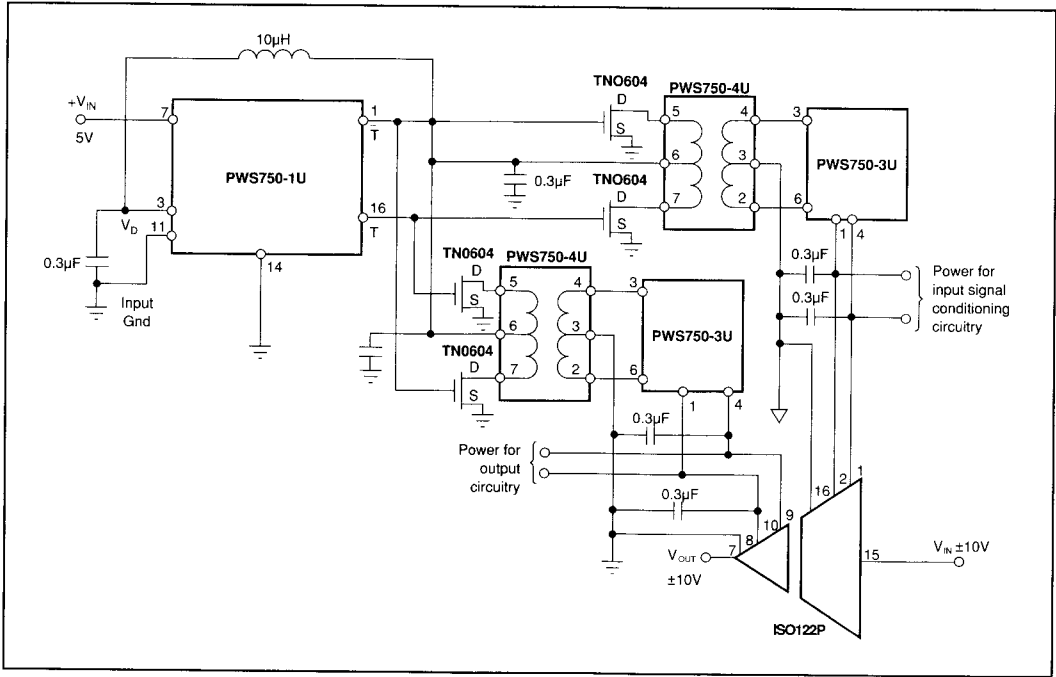 10µH
TNO604
PWS750-4U
+V_IN
7
1
D
5
4
3
5V
T̅
S
PWS750-1U
6
3
PWS750-3U
0.3µF
TNO604
D
7
2
6
3
16
V_D
T
S
11
1
4
0.3µF
14
TN0604
PWS750-4U
0.3µF
Power for
input signal
conditioning
circuitry
Input
Gnd
D
5
4
3
0.3µF
S
6
3
PWS750-3U
TN0604
D
7
2
6
S
1
4
0.3µF
Power for
output
circuitry
0.3µF
16
2
1
9
10
8
7
V_OUT
±10V
15
V_IN ±10V
ISO122P